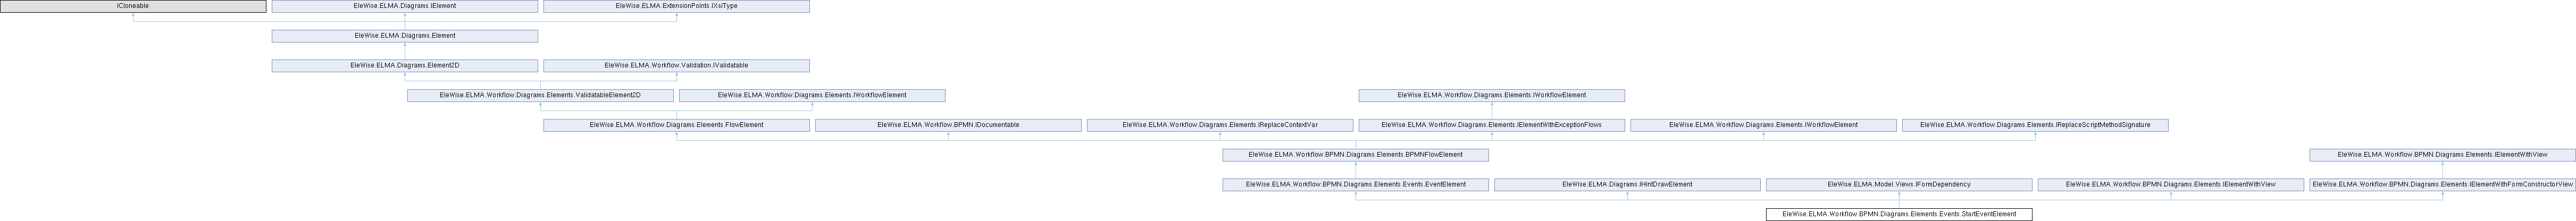 ICloneable
EleWise.ELMA.Diagrams.IElement
EleWise.ELMA.ExtensionPoints.IXsiType
EleWise.ELMA.Diagrams.Element
EleWise.ELMA.Diagrams.Element2D
EleWise.ELMA.Workflow.Validation.IValidatable
EleWise.ELMA.Workflow.Diagrams.Elements.ValidatableElement2D
EleWise.ELMA.Workflow.Diagrams.Elements.IWorkflowElement
EleWise.ELMA.Workflow.Diagrams.Elements.IWorkflowElement
EleWise.ELMA.Workflow.Diagrams.Elements.FlowElement
EleWise.ELMA.Workflow.BPMN.IDocumentable
EleWise.ELMA.Workflow.Diagrams.Elements.IReplaceContextVar
EleWise.ELMA.Workflow.Diagrams.Elements.IElementWithExceptionFlows
EleWise.ELMA.Workflow.Diagrams.Elements.IWorkflowElement
EleWise.ELMA.Workflow.Diagrams.Elements.IReplaceScriptMethodSignature
EleWise.ELMA.Workflow.BPMN.Diagrams.Elements.BPMNFlowElement
EleWise.ELMA.Workflow.BPMN.Diagrams.Elements.IElementWithView
EleWise.ELMA.Workflow.BPMN.Diagrams.Elements.Events.EventElement
EleWise.ELMA.Diagrams.IHintDrawElement
EleWise.ELMA.Model.Views.IFormDependency
EleWise.ELMA.Workflow.BPMN.Diagrams.Elements.IElementWithView
EleWise.ELMA.Workflow.BPMN.Diagrams.Elements.IElementWithFormConstructorView
EleWise.ELMA.Workflow.BPMN.Diagrams.Elements.Events.StartEventElement